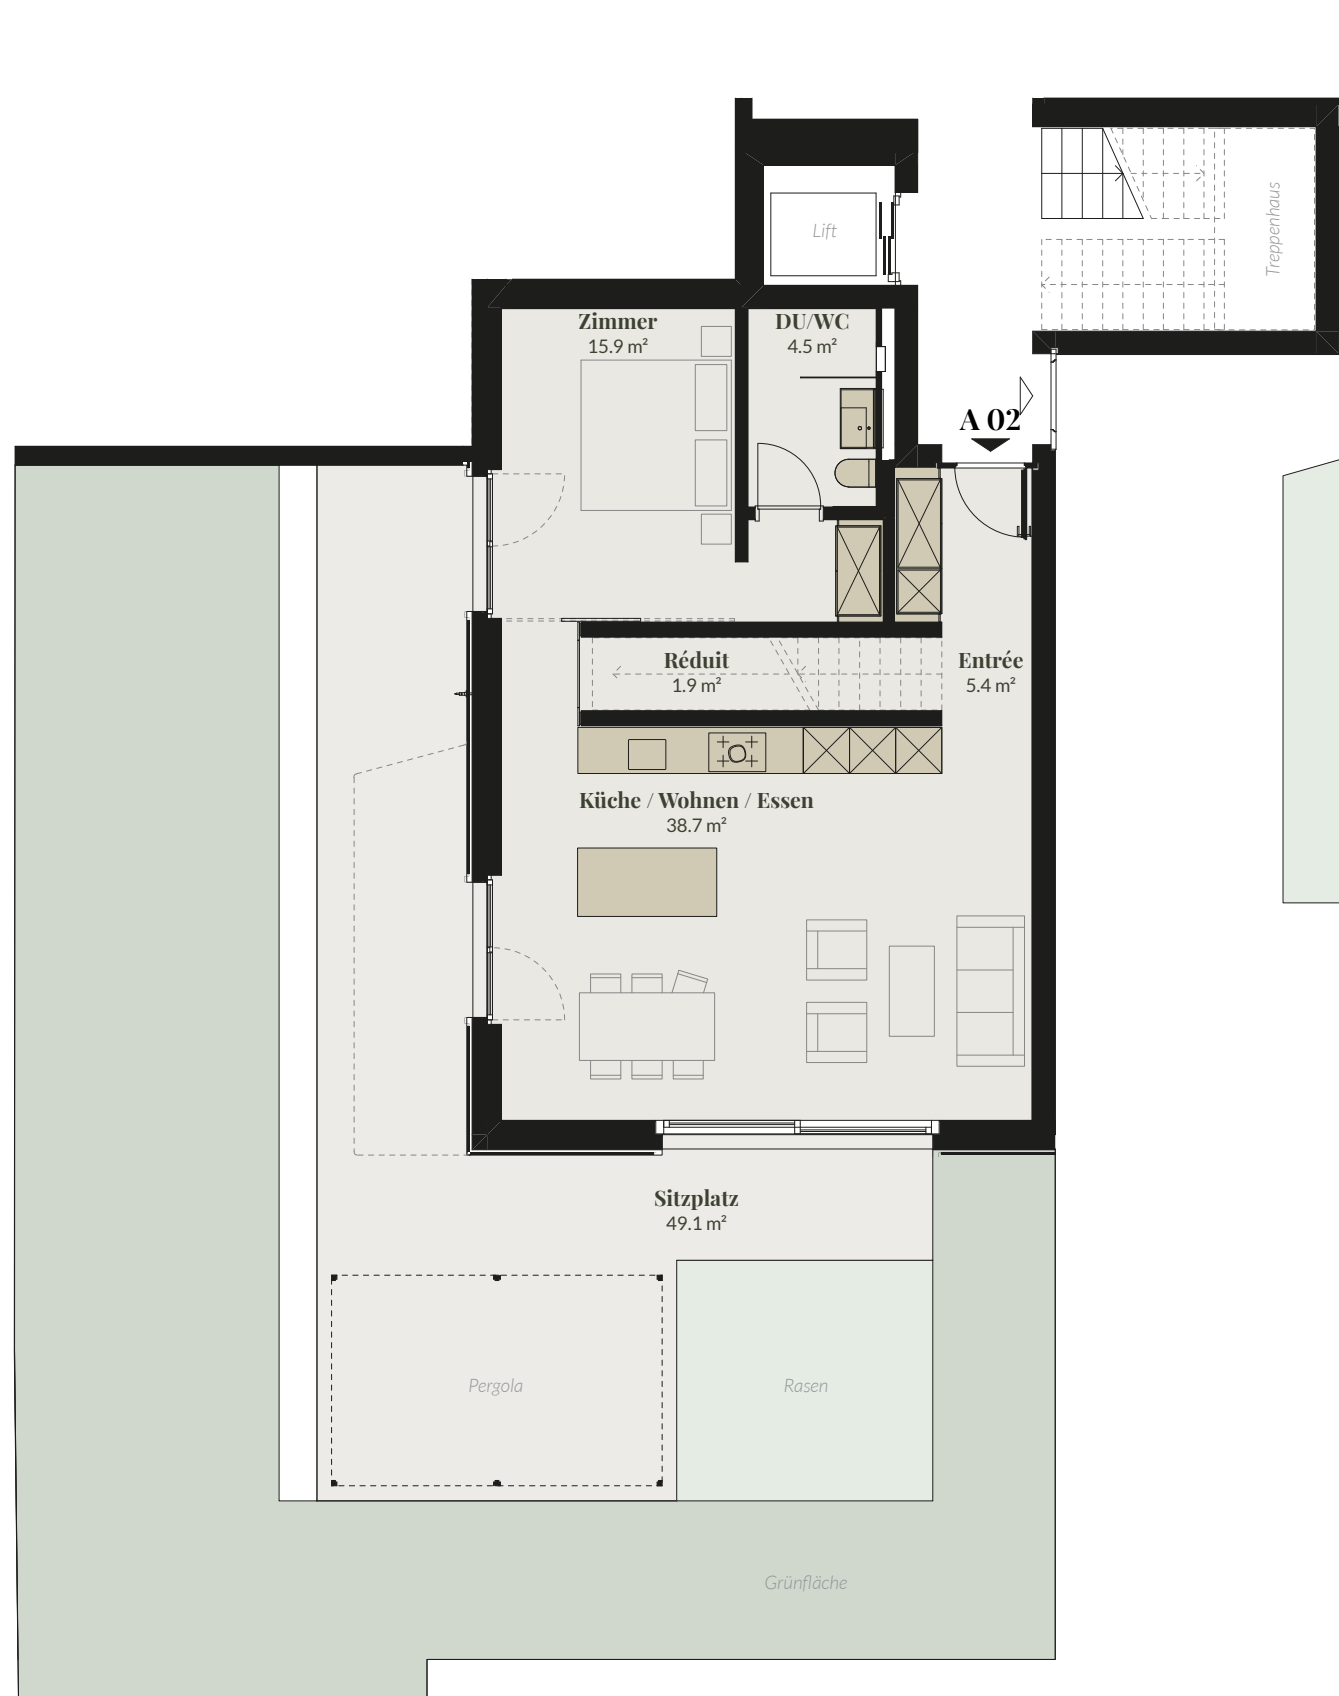 Lift
Treppenhaus
Zimmer
15.9 m²
DU/WC
4.5 m²
A 02
Réduit
1.9 m²
Entrée
5.4 m²
Küche / Wohnen / Essen
38.7 m²
Sitzplatz
49.1 m²
Pergola
Rasen
Grünfläche